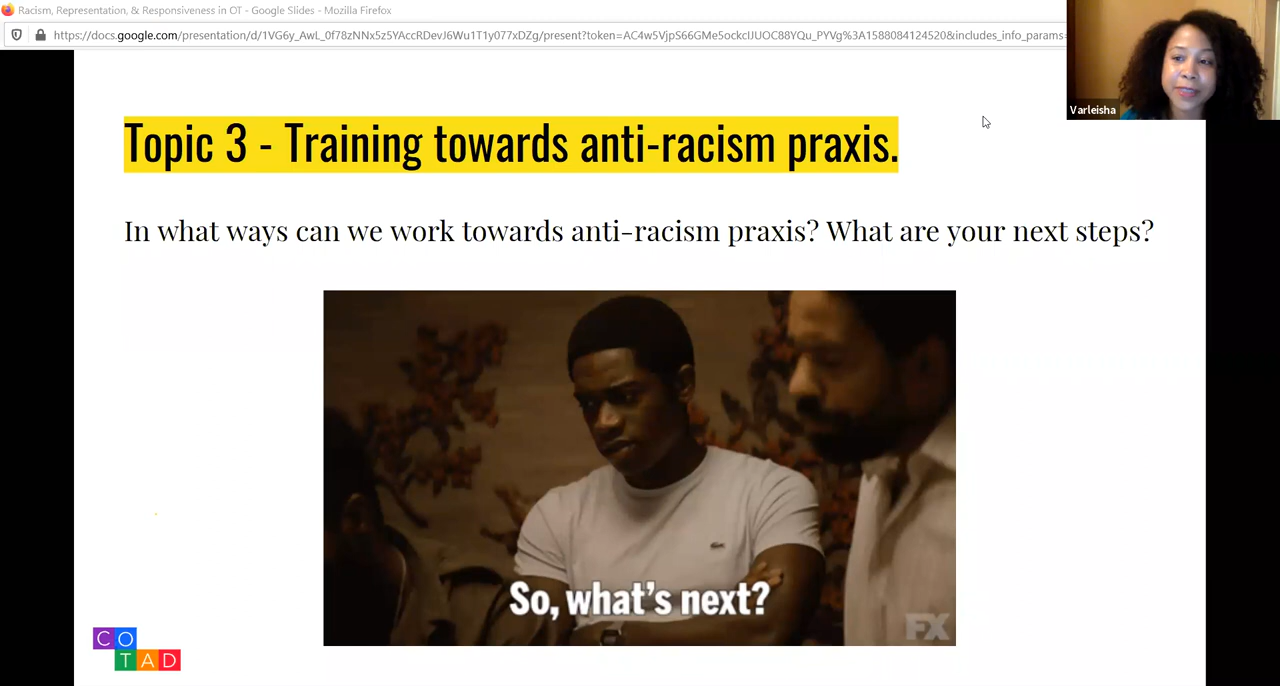 Racism, Representation, & Responsiveness in OT - Google Slides - Mozilla Firefox
https://docs.google.com/presentation/d/1VG6y_AwL_0f78zNNx5z5YAccRDevJ6Wu1T1y077xDZg/present?token=AC4w5VjpS66GMe5ockcIJUOC88YQu_PYVg%3A1588084124520&includes_info_params=
Varleisha
Topic 3 - Training towards anti-racism praxis.
In what ways can we work towards anti-racism praxis? What are your next steps?
So, what's next?
FX
CO
TAD